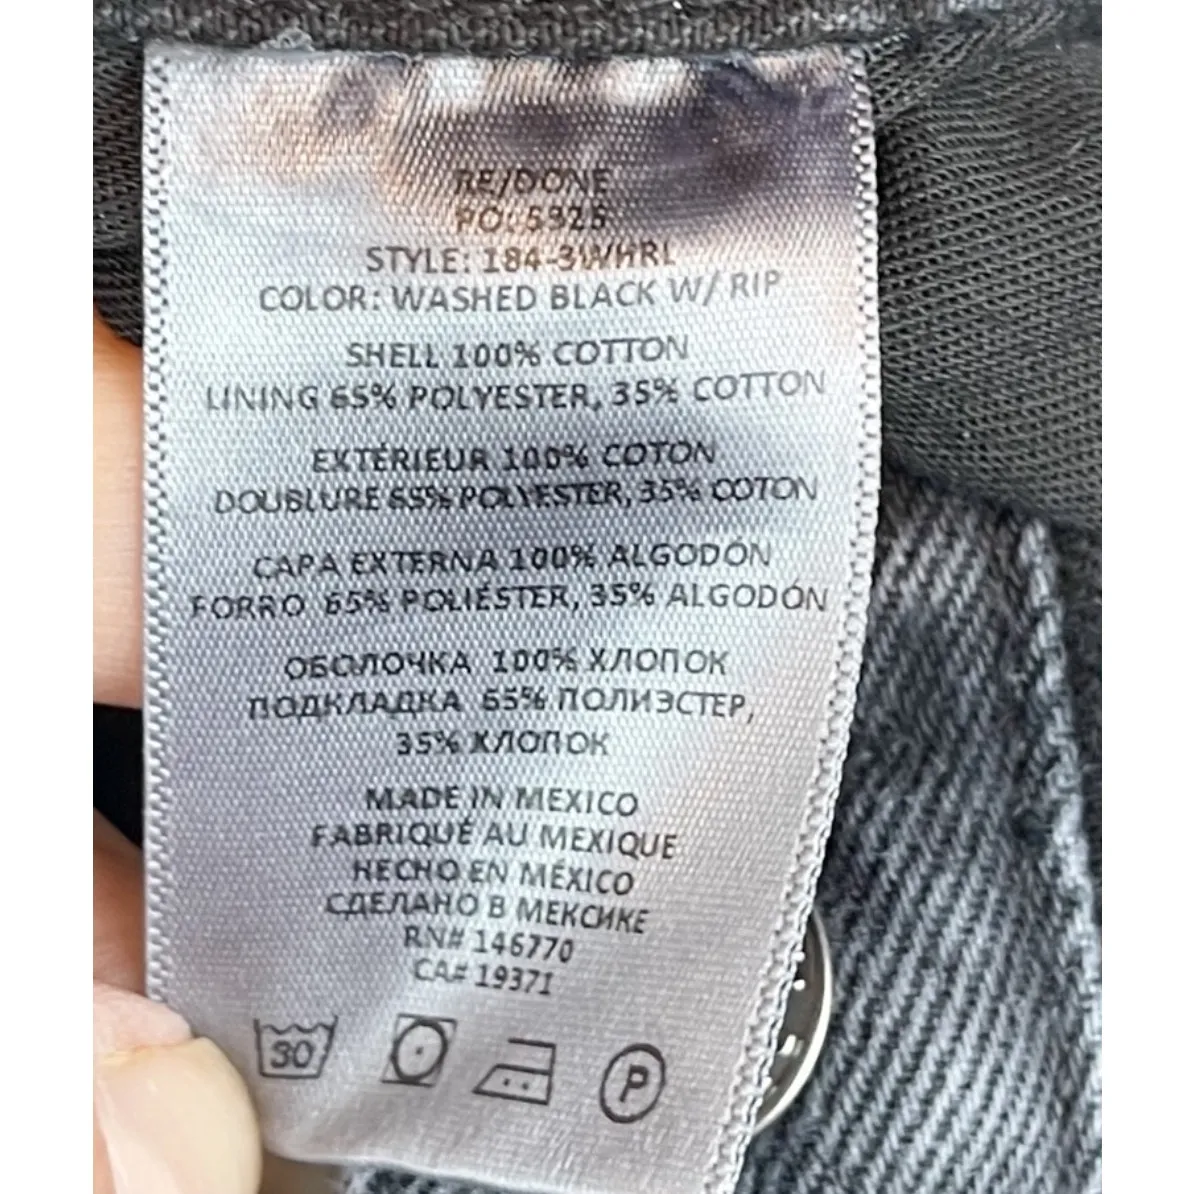 RE/DONE
PO: 5325
STYLE: 184-3WHRL
COLOR: WASHED BLACK W/ RIP
SHELL 100% COTTON
LINING 65% POLYESTER, 35% COTTON
EXTÉRIEUR 100% COTON
DOUBLURE 65% POLYESTER, 35% COTON
CAPA EXTERNA 100% ALGODÓN
FORRO 65% POLIÉSTER, 35% ALGODÓN
ОБОЛОЧКА 100% ХЛОПОК
ПОДКЛАДКА 65% ПОЛИЭСТЕР,
35% ХЛОПОК
MADE IN MEXICO
FABRIQUÉ AU MEXIQUE
HECHO EN MÉXICO
СДЕЛАНО В МЕКСИКЕ
RN# 146770
CA# 19371
30 P